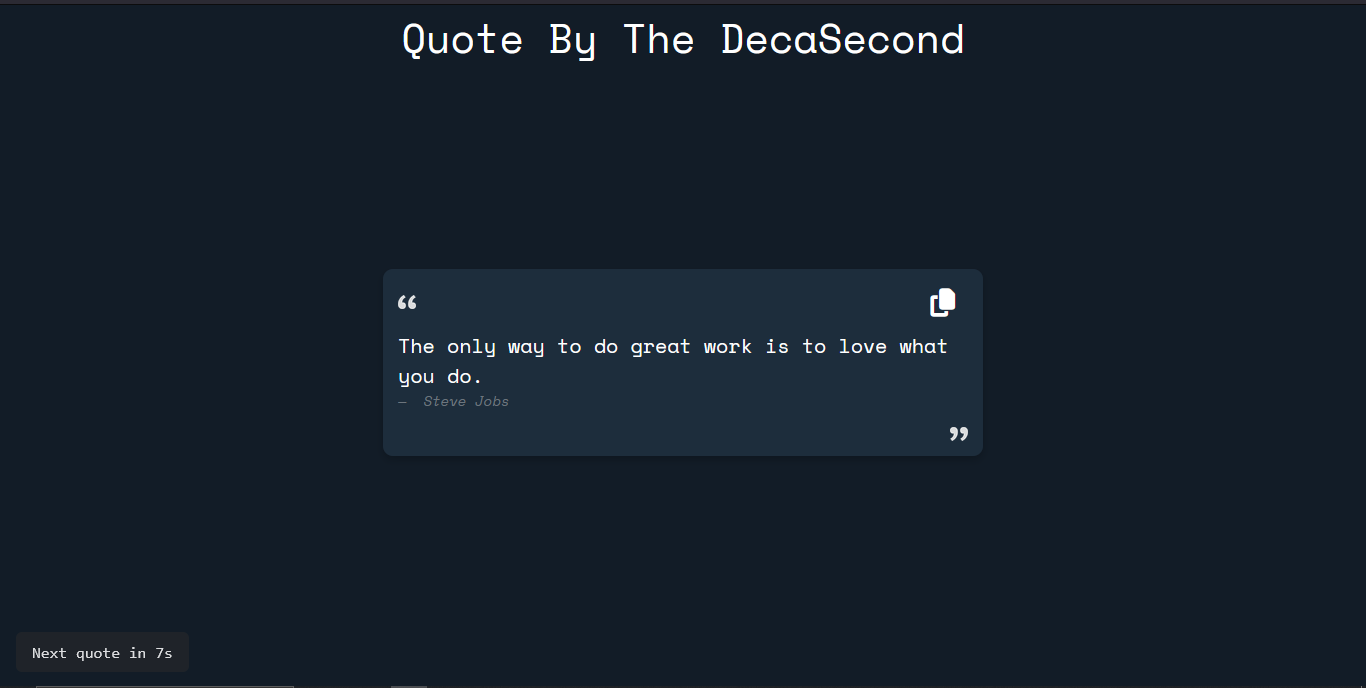 Quote By The DecaSecond
“
The only way to do great work is to love what
you do.
— Steve Jobs
”
Next quote in 7s